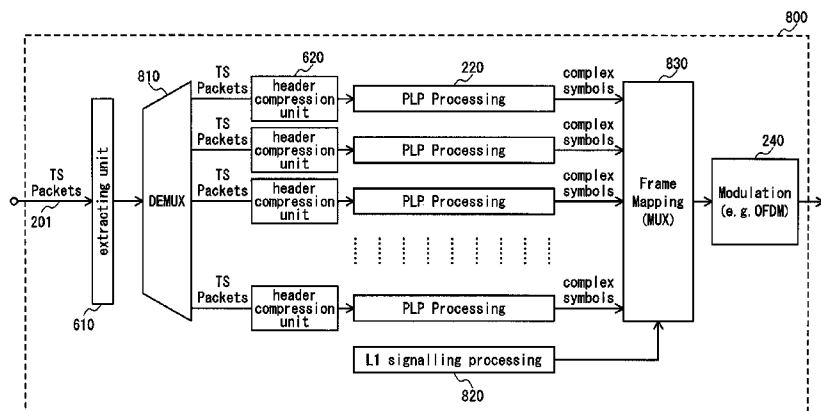 800
810
TS
Packets
620
header
compression
unit
220
PLP Processing
complex
symbols
830
TS
Packets
header
compression
unit
PLP Processing
complex
symbols
TS
Packets
201
extracting unit
610
DEMUX
TS
Packets
header
compression
unit
PLP Processing
complex
symbols
Frame
Mapping
(MUX)
240
Modulation
(e.g. OFDM)
TS
Packets
header
compression
unit
PLP Processing
complex
symbols
L1 signalling processing
820